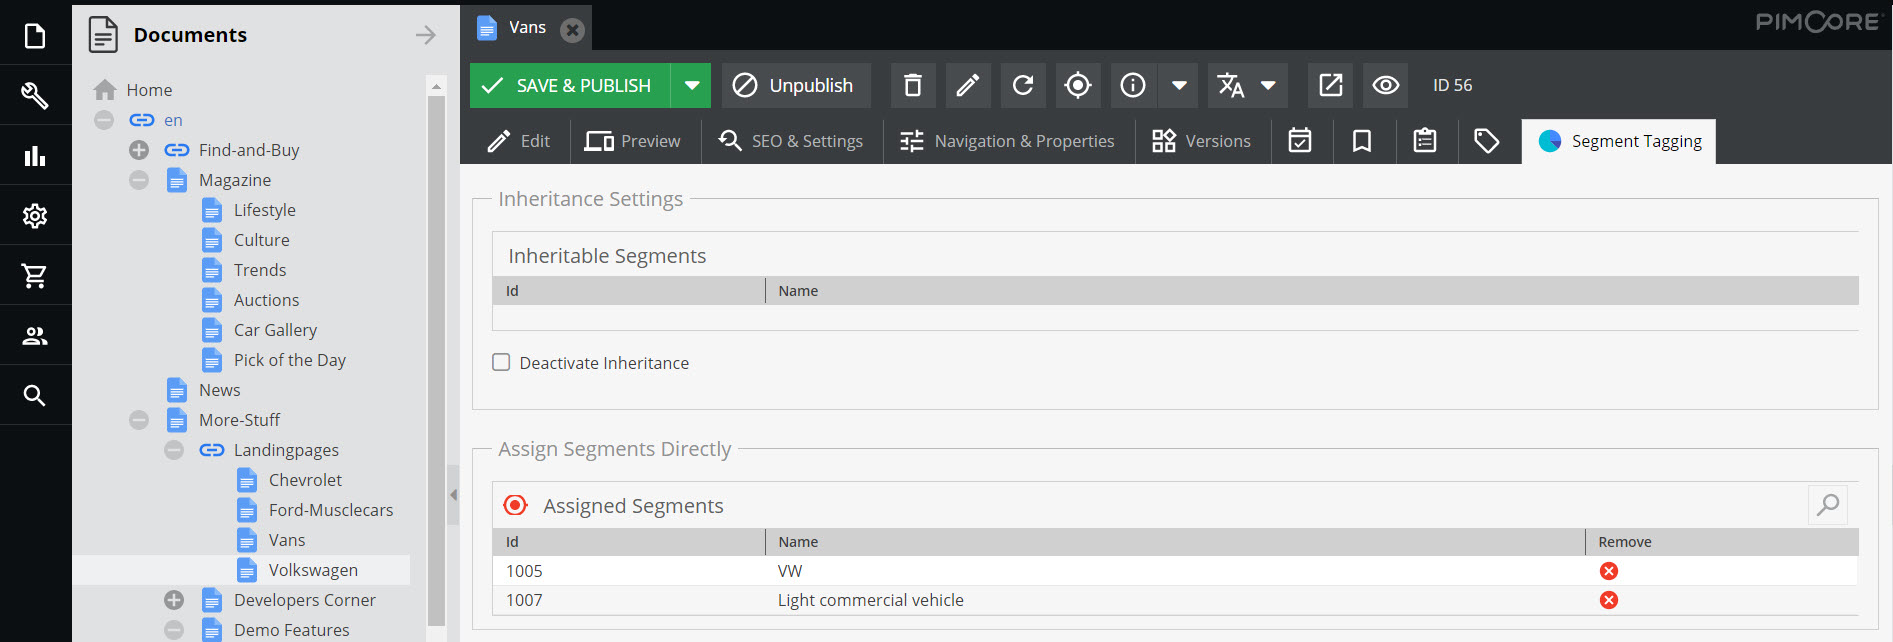 Documents
Home
en
Find-and-Buy
Magazine
Lifestyle
Culture
Trends
Auctions
Car Gallery
Pick of the Day
News
More-Stuff
Landingpages
Chevrolet
Ford-Musclecars
Vans
Volkswagen
Developers Corner
Demo Features
Vans
PIMCORE
SAVE & PUBLISH
Unpublish
ID 56
Edit
Preview
SEO & Settings
Navigation & Properties
Versions
Segment Tagging
Inheritance Settings
Inheritable Segments
Id Name
Deactivate Inheritance
Assign Segments Directly
Assigned Segments
Id Name Remove
1005 VW
1007 Light commercial vehicle